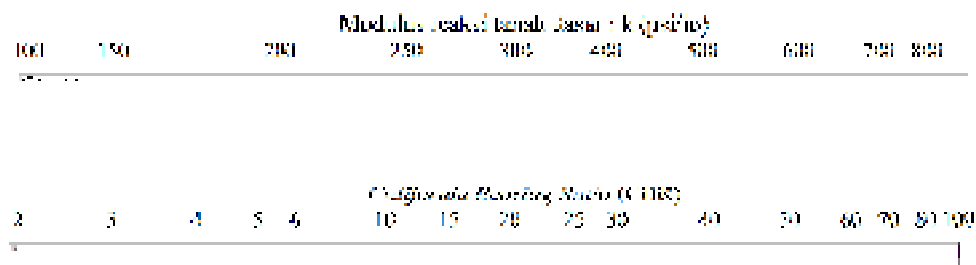 Modulus reaksi tanah dasar : k (psi/in)
100 150 200 250 300 400 500 600 700 800
California Bearing Ratio (CBR)
2 3 4 5 6 10 15 20 25 30 40 50 60 70 80 100